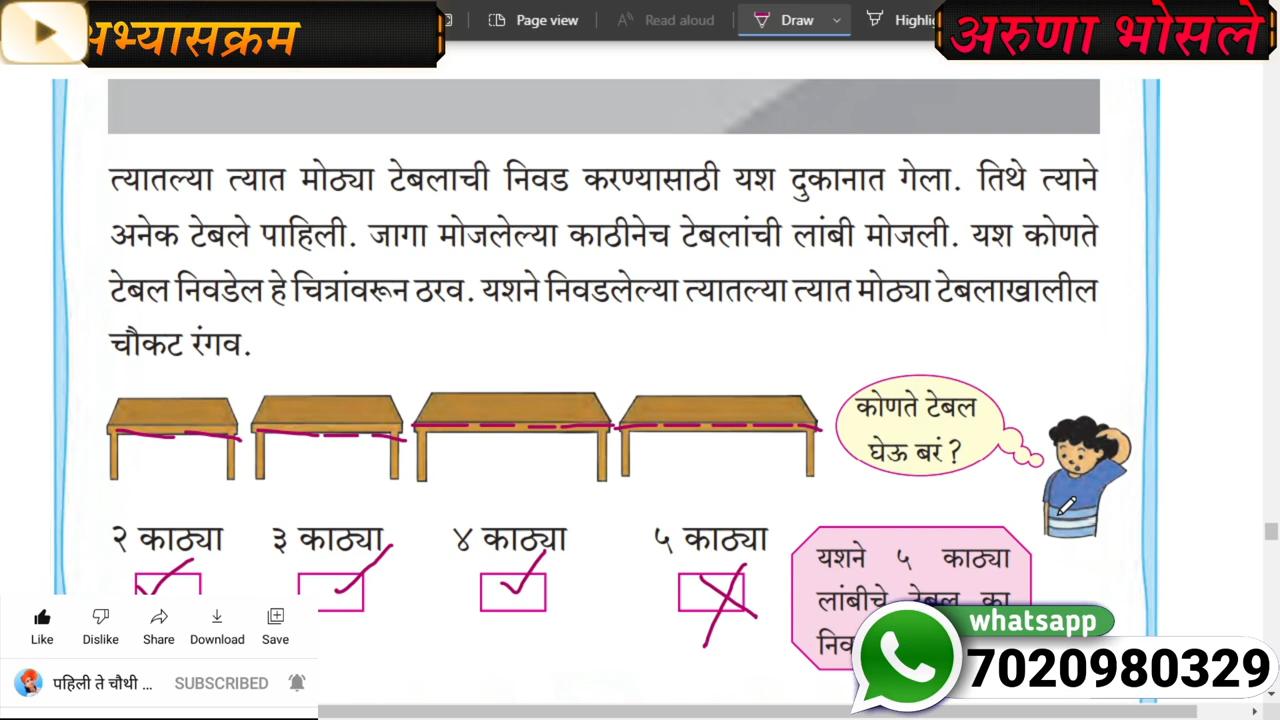 भ्यासक्रम
Page view
Read aloud
Draw
अरुणा भोसले
त्यातल्या त्यात मोठ्या टेबलाची निवड करण्यासाठी यश दुकानात गेला. तिथे त्याने
अनेक टेबले पाहिली. जागा मोजलेल्या काठीनेच टेबलांची लांबी मोजली. यश कोणते
टेबल निवडेल हे चित्रांवरून ठरव. यशने निवडलेल्या त्यातल्या त्यात मोठ्या टेबलाखालील
चौकट रंगव.
कोणते टेबल
घेऊ बरं ?
२ काठ्या
३ काठ्या
४ काठ्या
५ काठ्या
यशने ५ काठ्या
लांबीचे टेबल का
whatsapp
7020980329
Like
Dislike
Share
Download
Save
पहिली ते चौथी ...
SUBSCRIBED